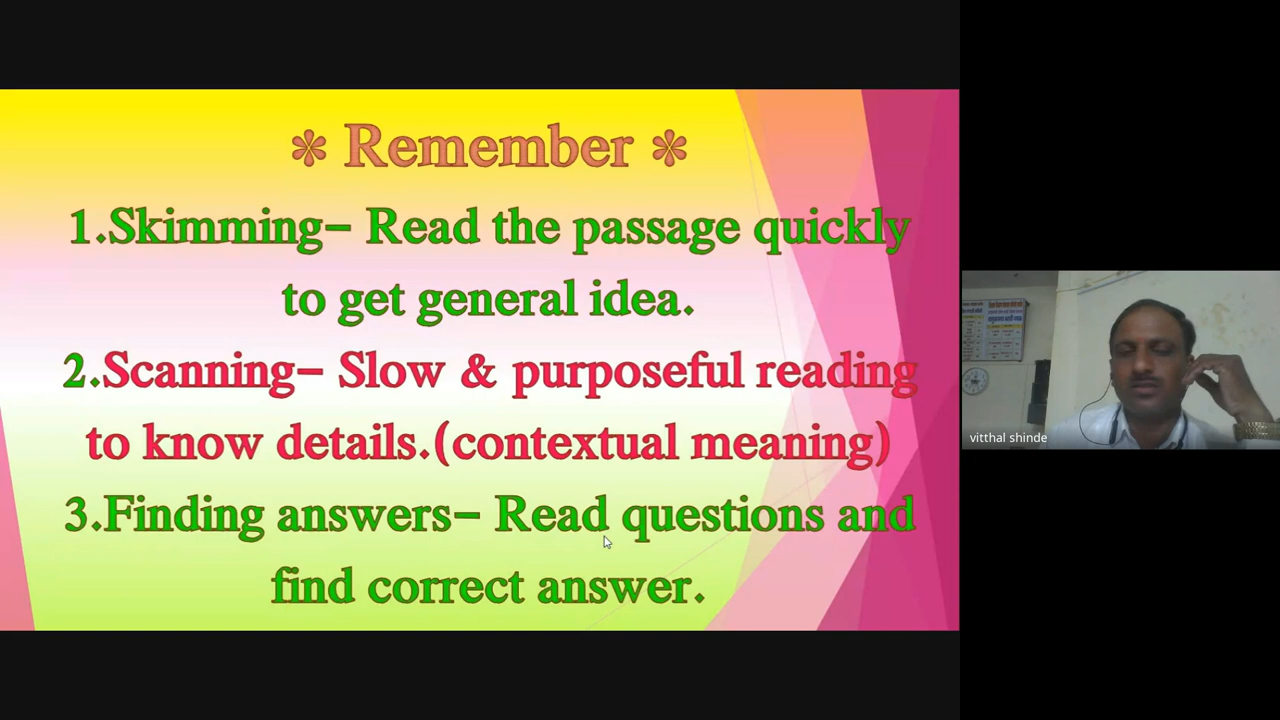 ✽ Remember ✽
1.Skimming– Read the passage quickly
to get general idea.
2.Scanning– Slow & purposeful reading
to know details.(contextual meaning)
3.Finding answers– Read questions and
find correct answer.
vitthal shinde